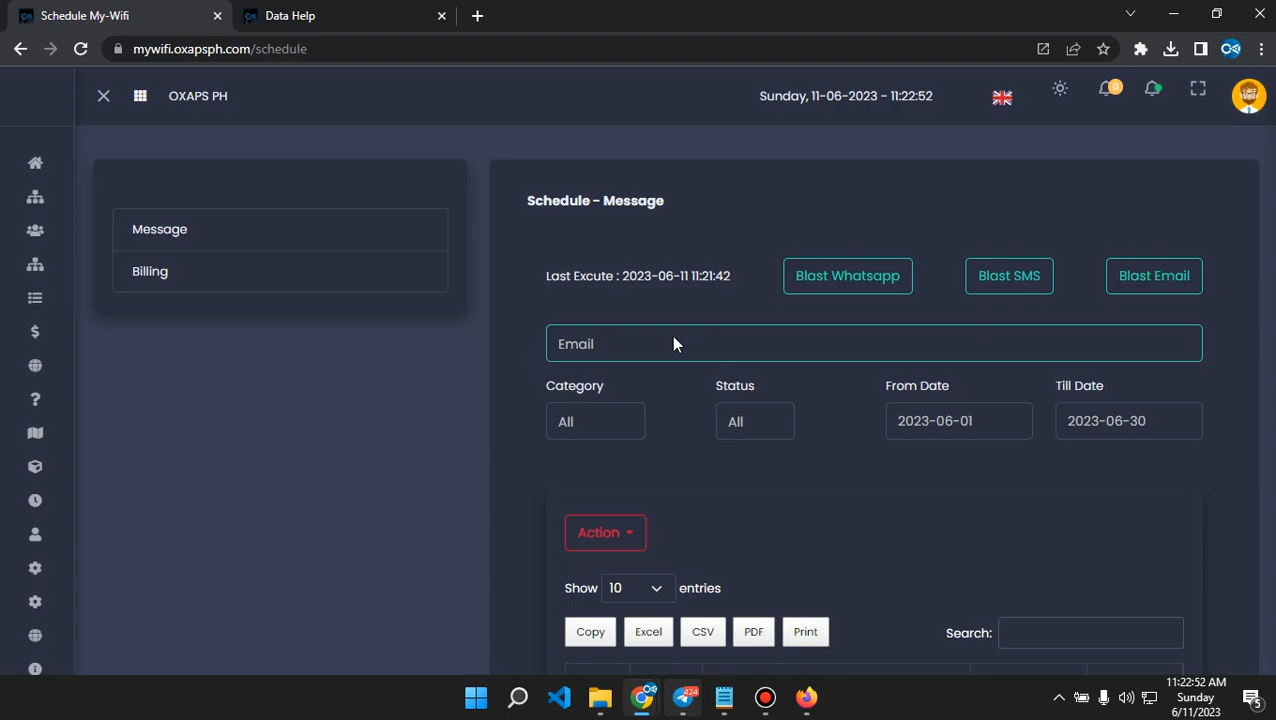 Schedule My-Wifi
Data Help
mywifi.oxapsph.com/schedule
OXAPS PH
Sunday, 11-06-2023 - 11:22:52
0
Message
Billing
Schedule - Message
Last Excute : 2023-06-11 11:21:42
Blast Whatsapp
Blast SMS
Blast Email
Email
Category
Status
From Date
Till Date
All
All
2023-06-01
2023-06-30
Action
Show 10 entries
Copy
Excel
CSV
PDF
Print
Search:
424
11:22:52 AM
Sunday
6/11/2023
5